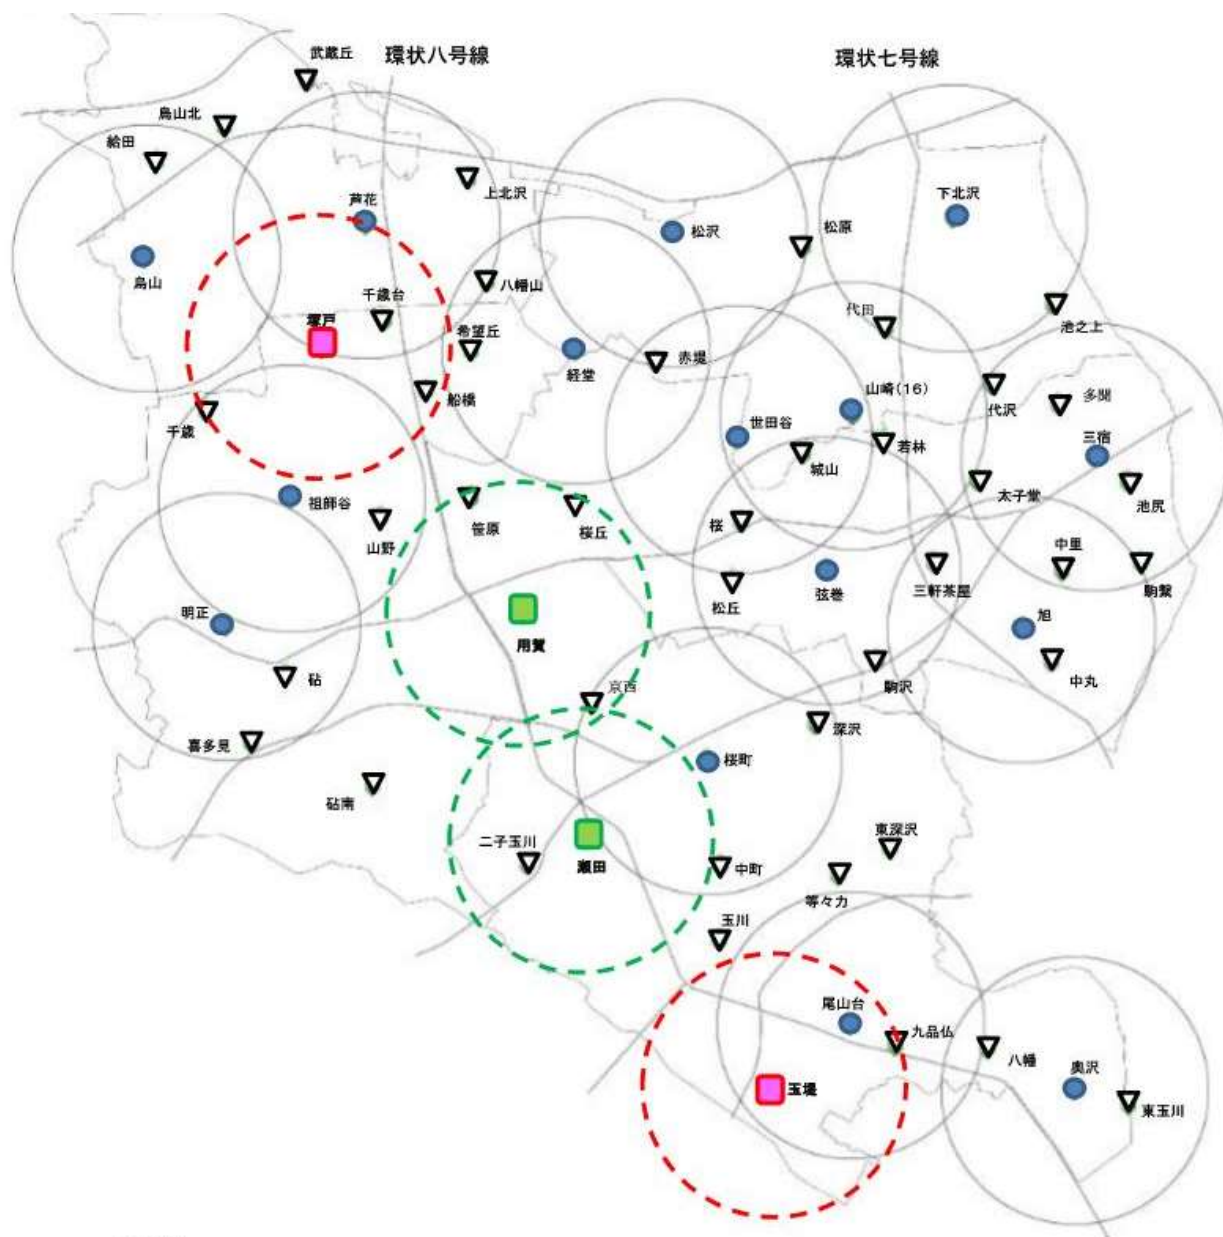 武蔵丘
環状八号線
環状七号線
烏山北
給田
上北沢
芦花
下北沢
松沢
松原
烏山
八幡山
千歳台
塚戸
希望丘
代田
池之上
経堂
赤堤
船橋
山崎(16)
代沢
多聞
千歳
世田谷
若林
三宿
城山
太子堂
池尻
祖師谷
笹原
桜丘
桜
山野
中里
三軒茶屋
駒繋
松丘
弦巻
明正
旭
用賀
砧
京西
駒沢
中丸
深沢
喜多見
桜町
砧南
東深沢
二子玉川
瀬田
中町
等々力
玉川
尾山台
九品仏
八幡
奥沢
玉堤
東玉川